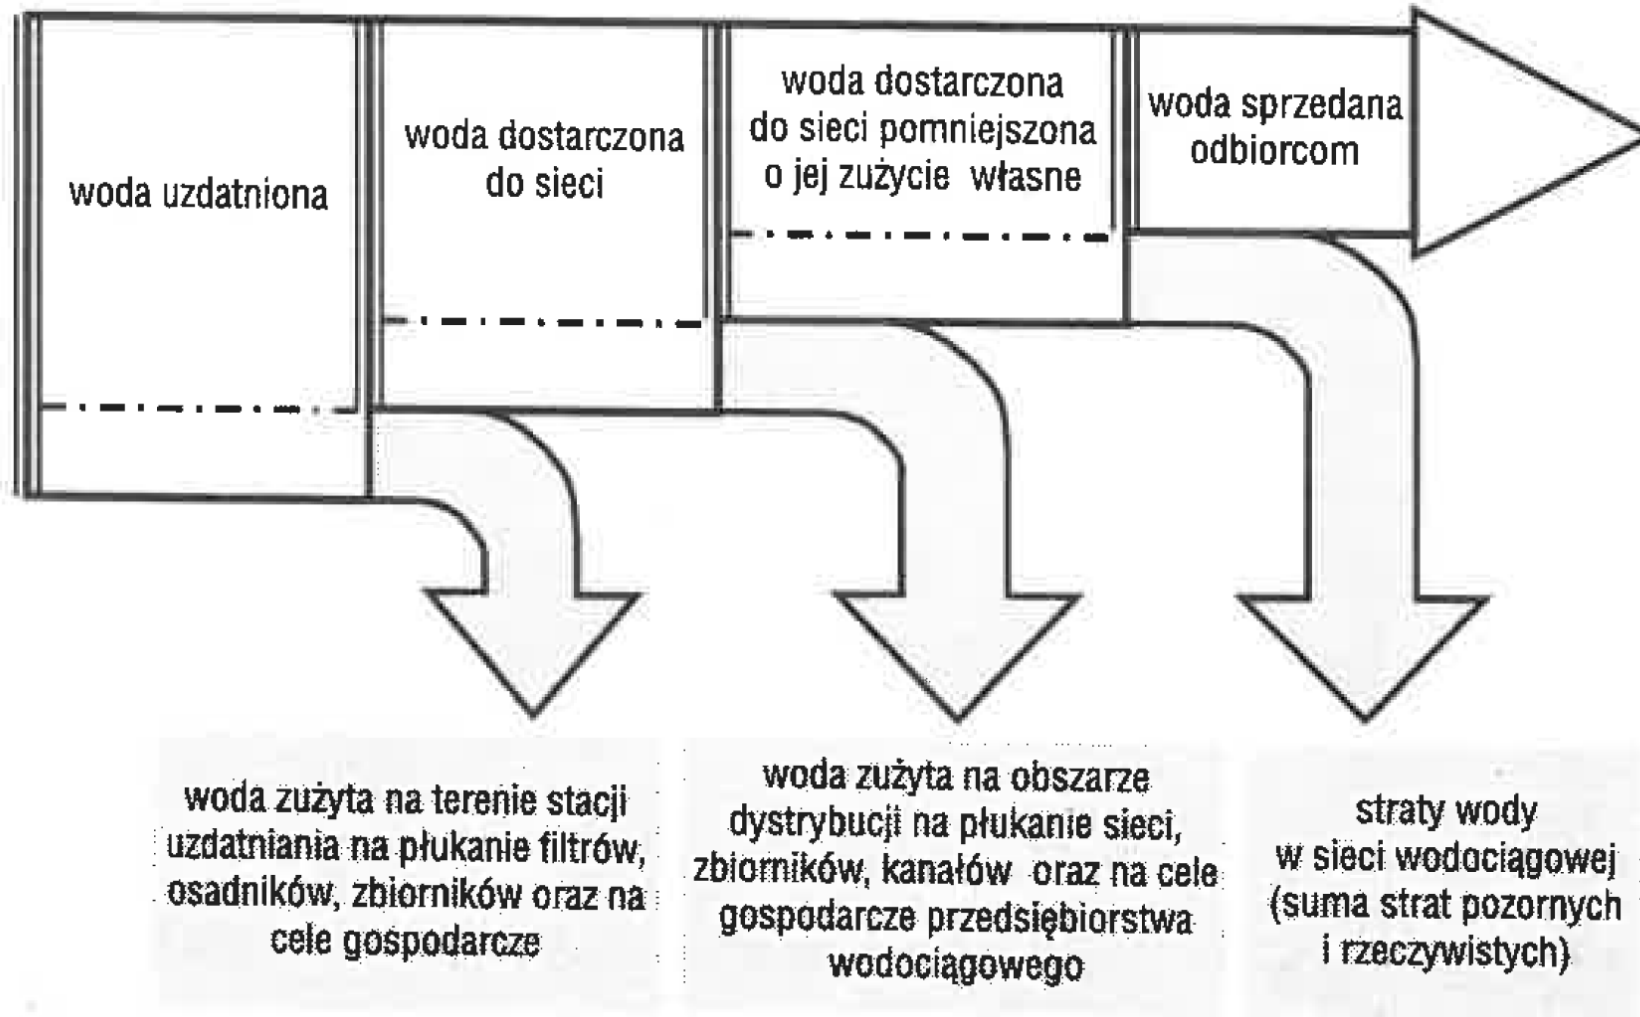 woda uzdatniona
woda dostarczona
do sieci
woda dostarczona
do sieci pomniejszona
o jej zużycie własne
woda sprzedana
odbiorcom
woda zużyta na terenie stacji
uzdatniania na płukanie filtrów,
osadników, zbiorników oraz na
cele gospodarcze
woda zużyta na obszarze
dystrybucji na płukanie sieci,
zbiorników, kanałów oraz na cele
gospodarcze przedsiębiorstwa
wodociągowego
straty wody
w sieci wodociągowej
(suma strat pozornych
i rzeczywistych)